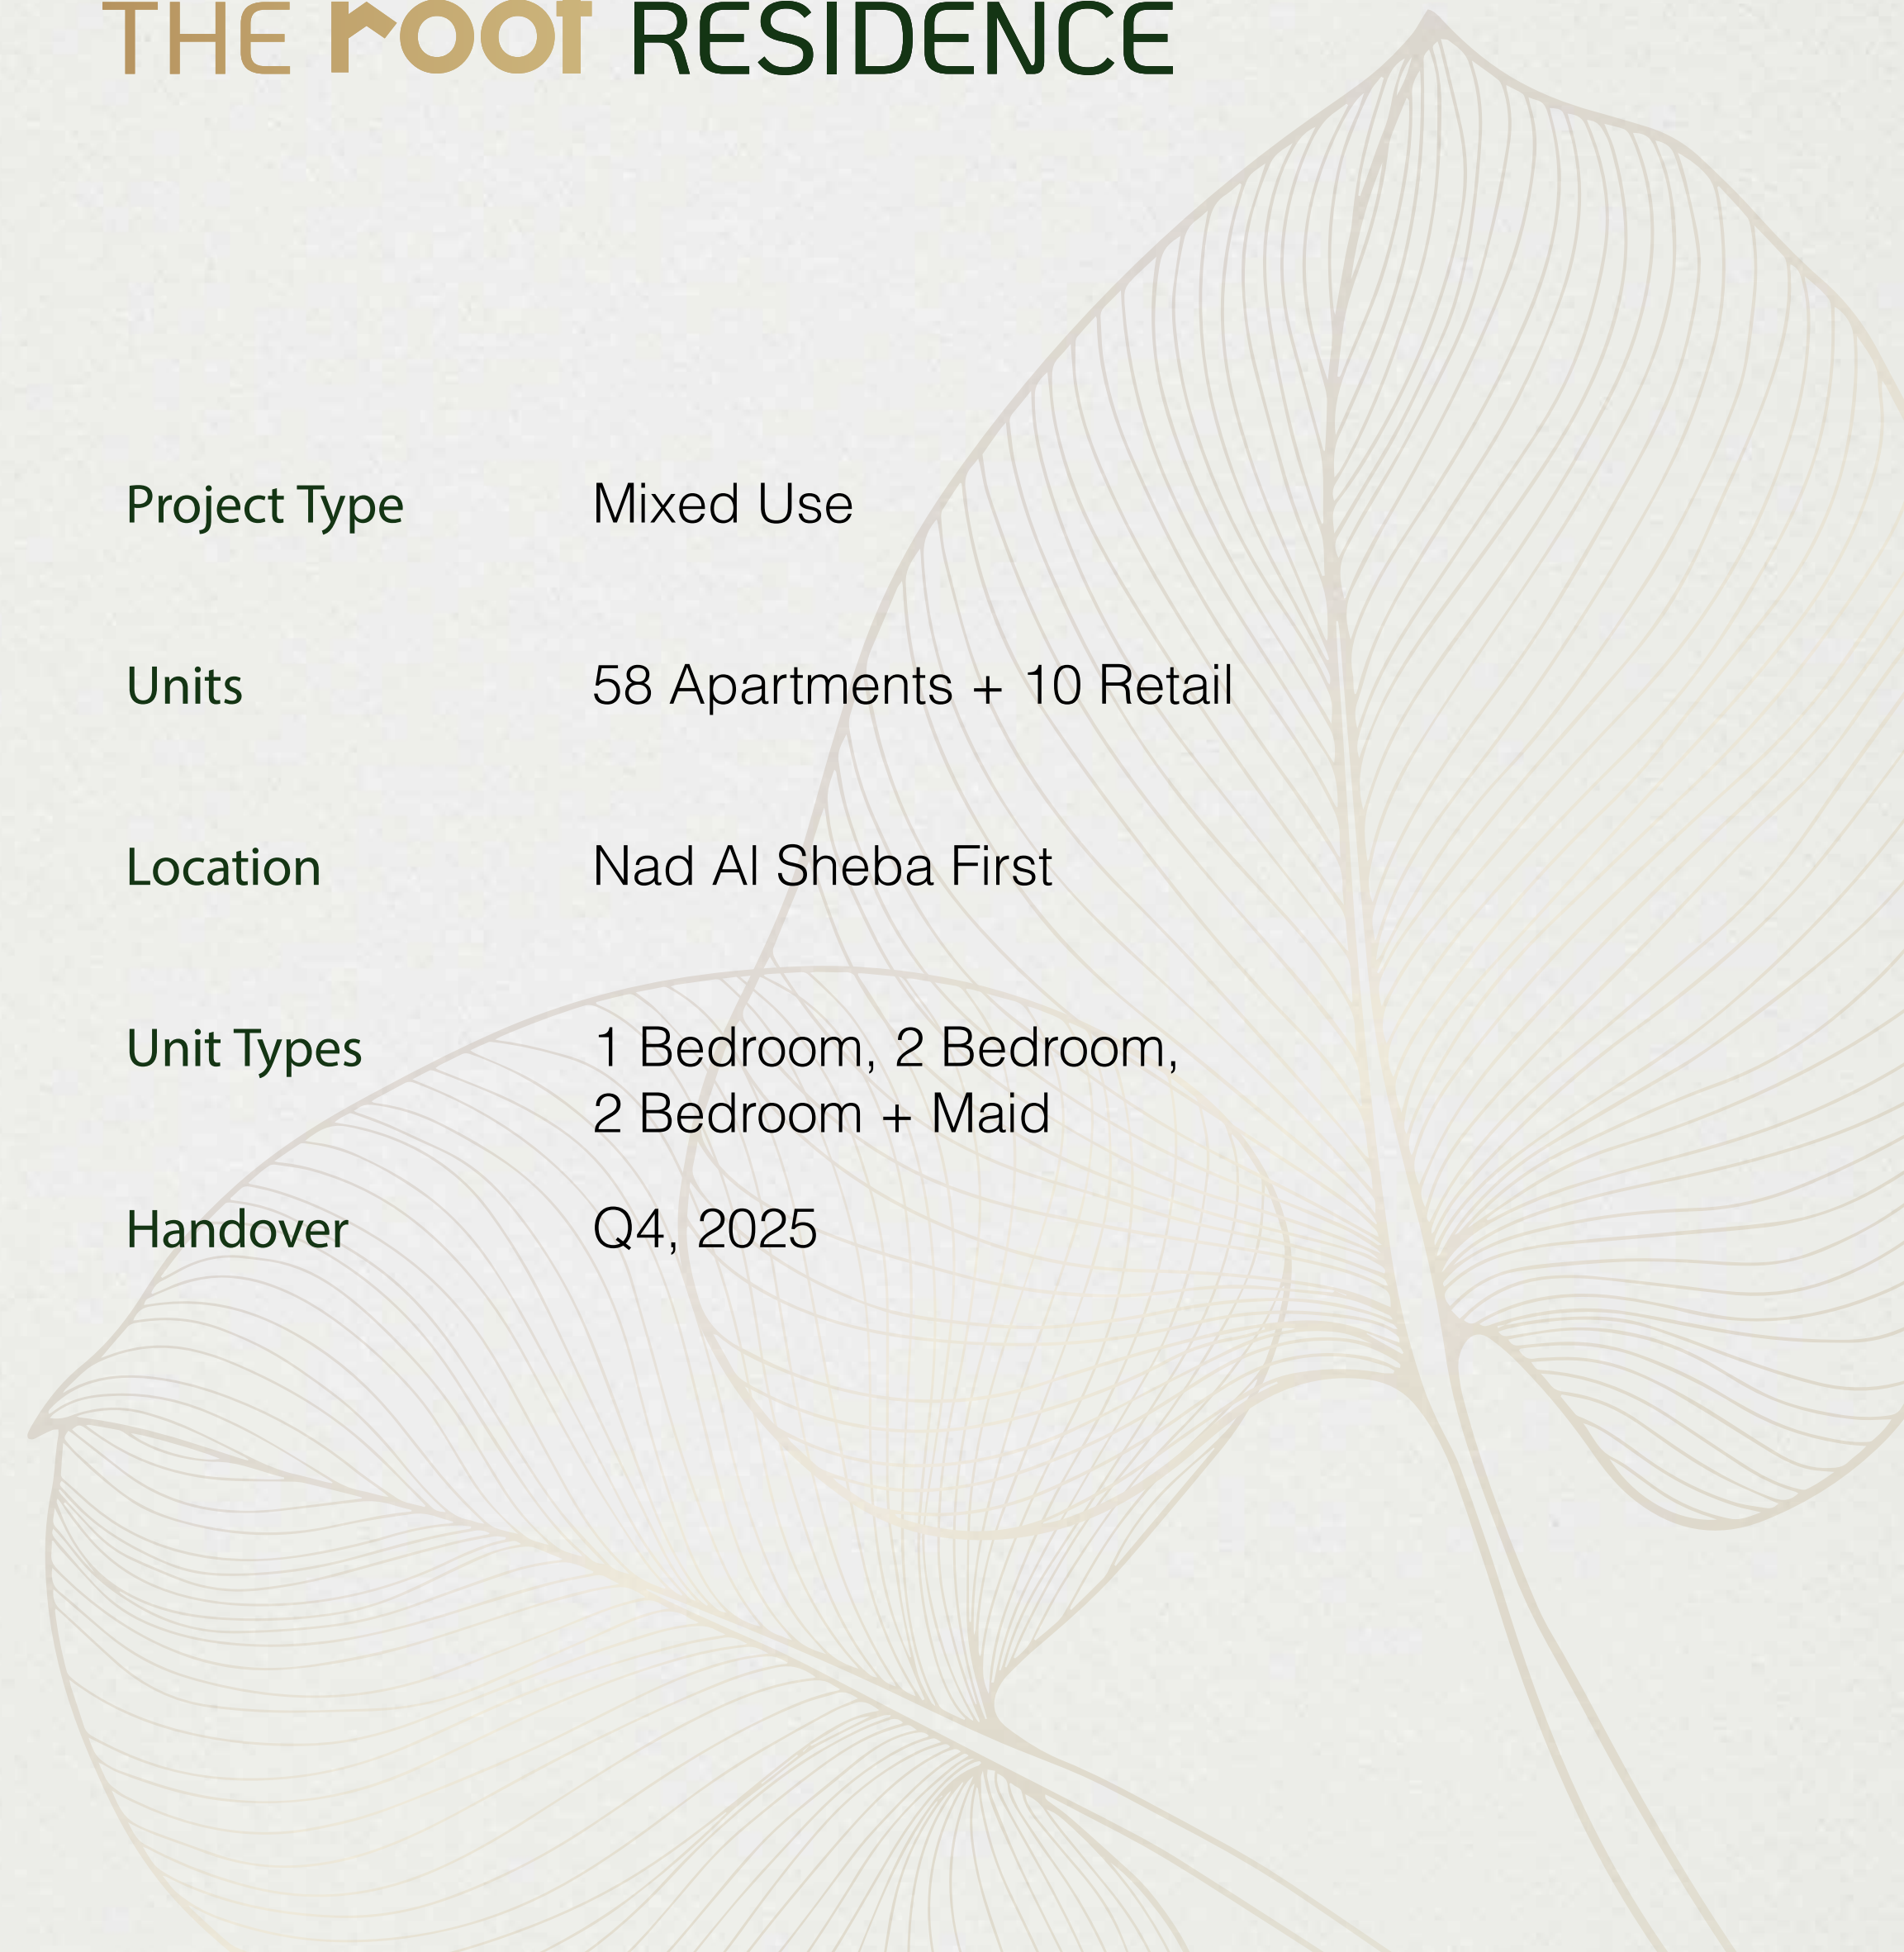 THE root RESIDENCE
Project Type Mixed Use
Units 58 Apartments + 10 Retail
Location Nad Al Sheba First
Unit Types 1 Bedroom, 2 Bedroom,
2 Bedroom + Maid
Handover Q4, 2025